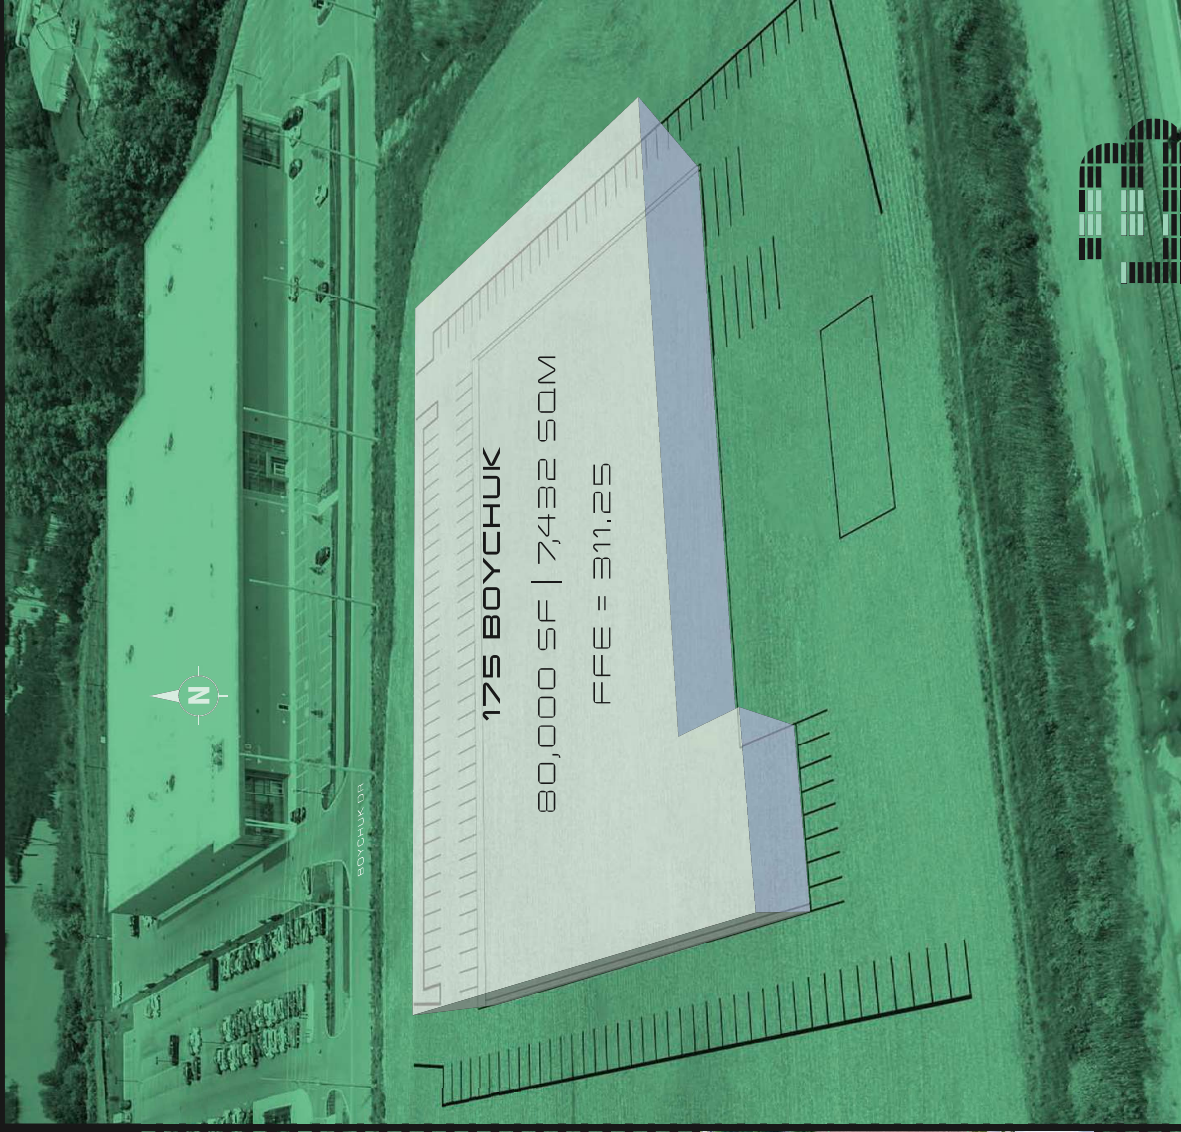 175 BOYCHUK
80,000 SF | 7,432 SQM
FFE = 311.25
BOYCHUK DR
N